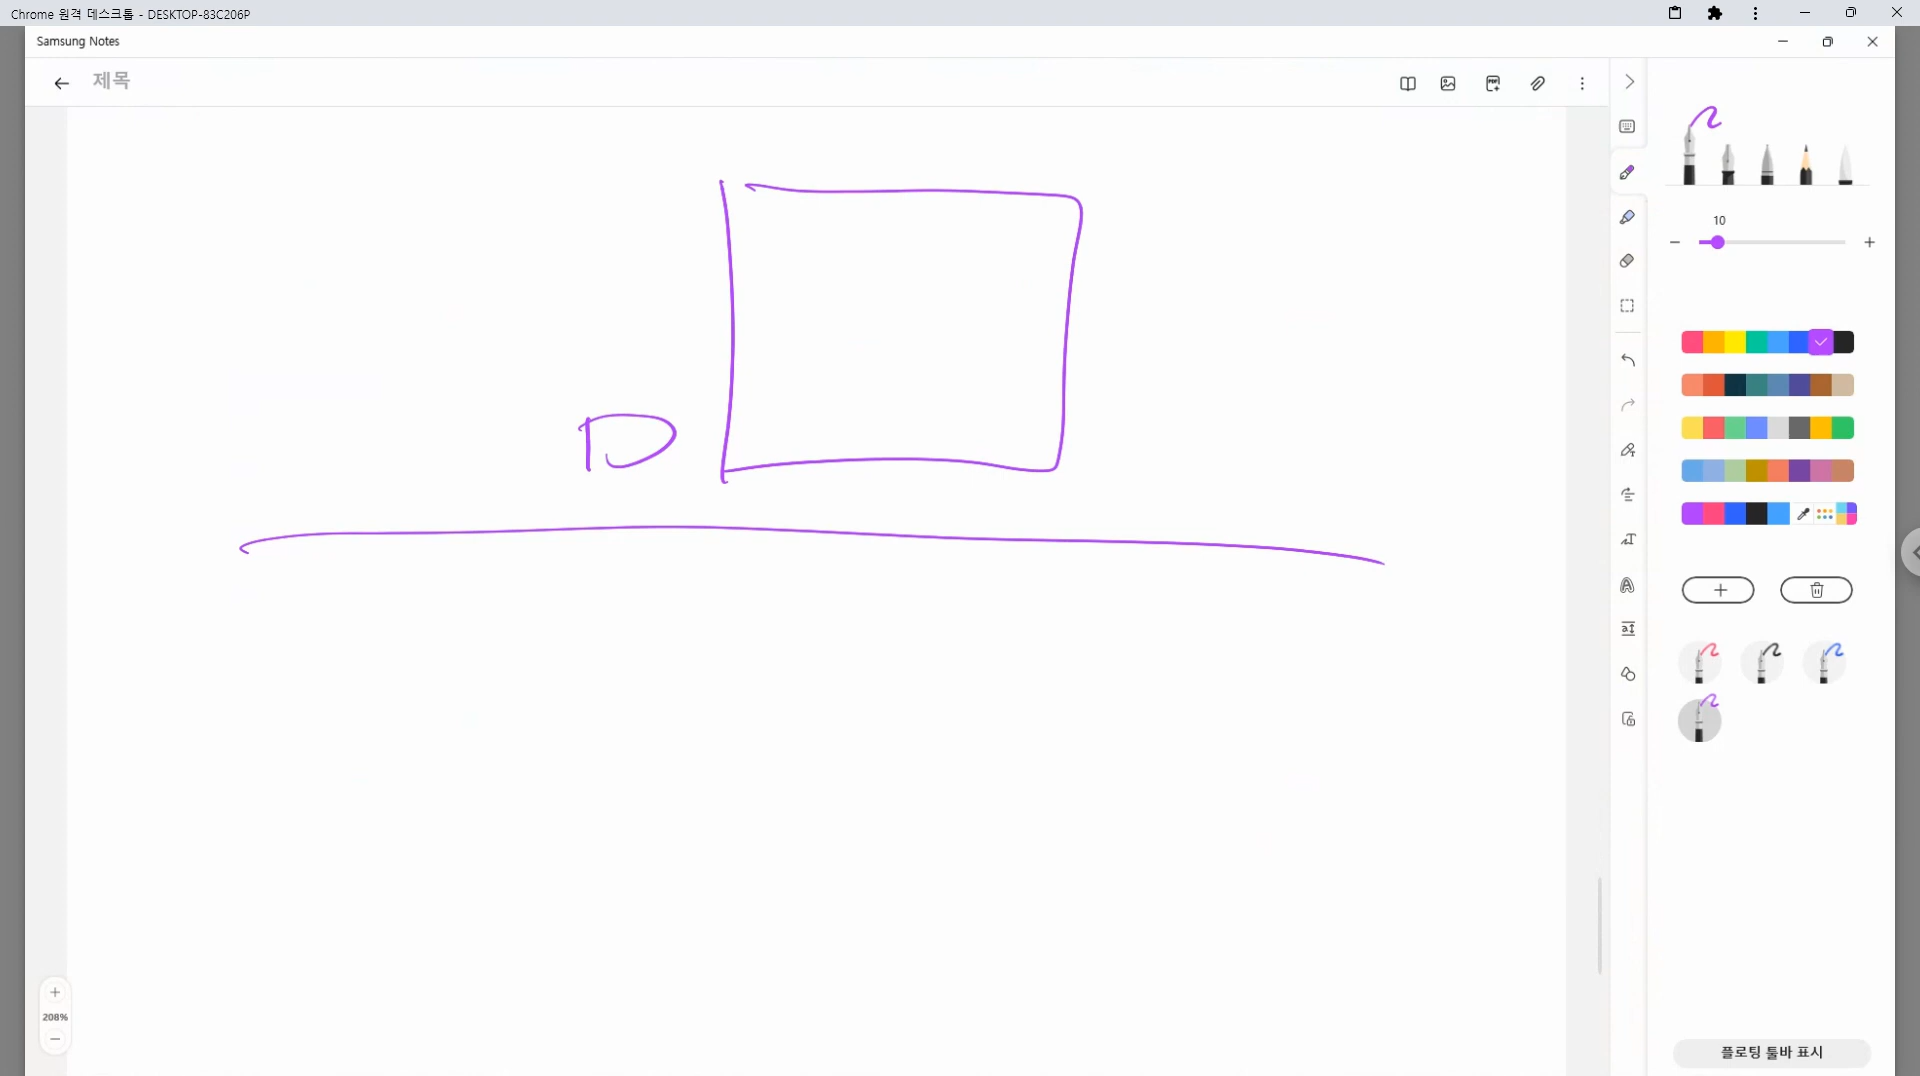 Chrome 원격 데스크톱 - DESKTOP-83C206P
Samsung Notes
제목
10
D
208%
플로팅 툴바 표시